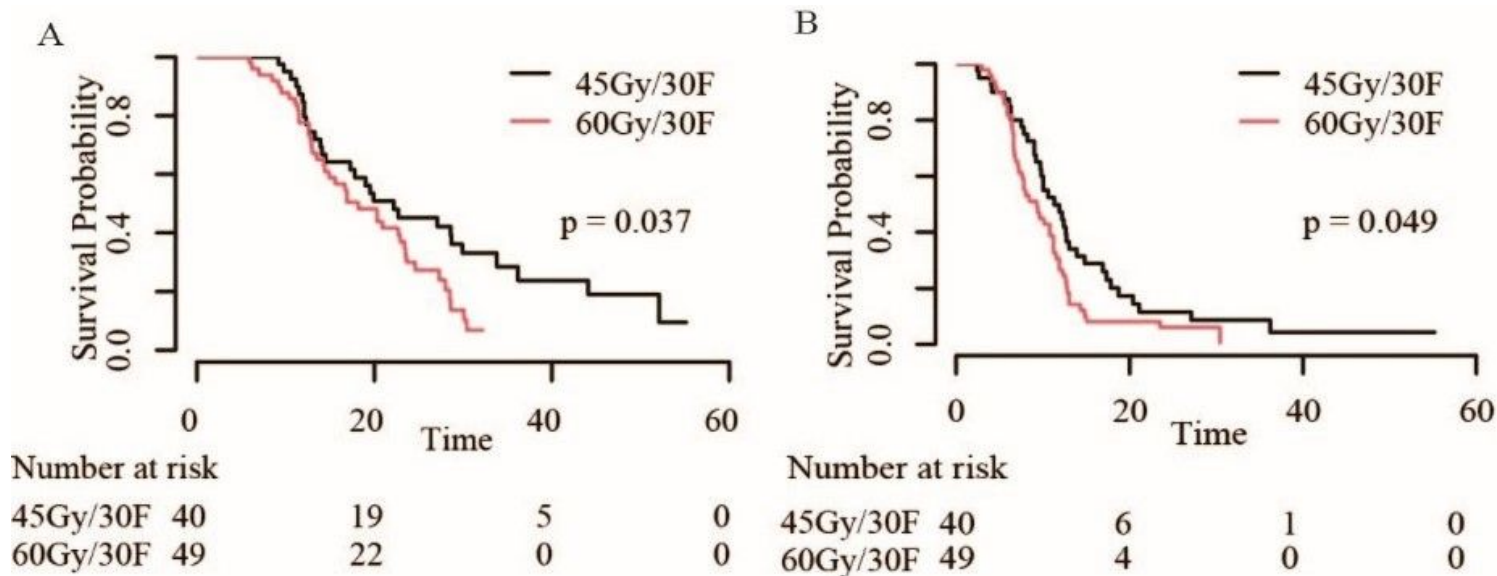 A
Survival Probability
0.0 0.4 0.8
45Gy/30F
60Gy/30F
p = 0.037
0 20 40 60
Time
Number at risk
45Gy/30F 40 19 5 0
60Gy/30F 49 22 0 0
B
Survival Probability
0.0 0.4 0.8
45Gy/30F
60Gy/30F
p = 0.049
0 20 40 60
Time
Number at risk
45Gy/30F 40 6 1 0
60Gy/30F 49 4 0 0